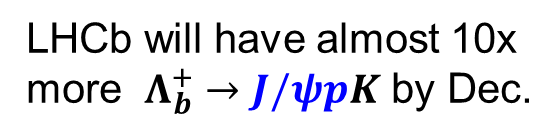 LHCb will have almost 10x
more Λ_b^+ → J/ψpK by Dec.